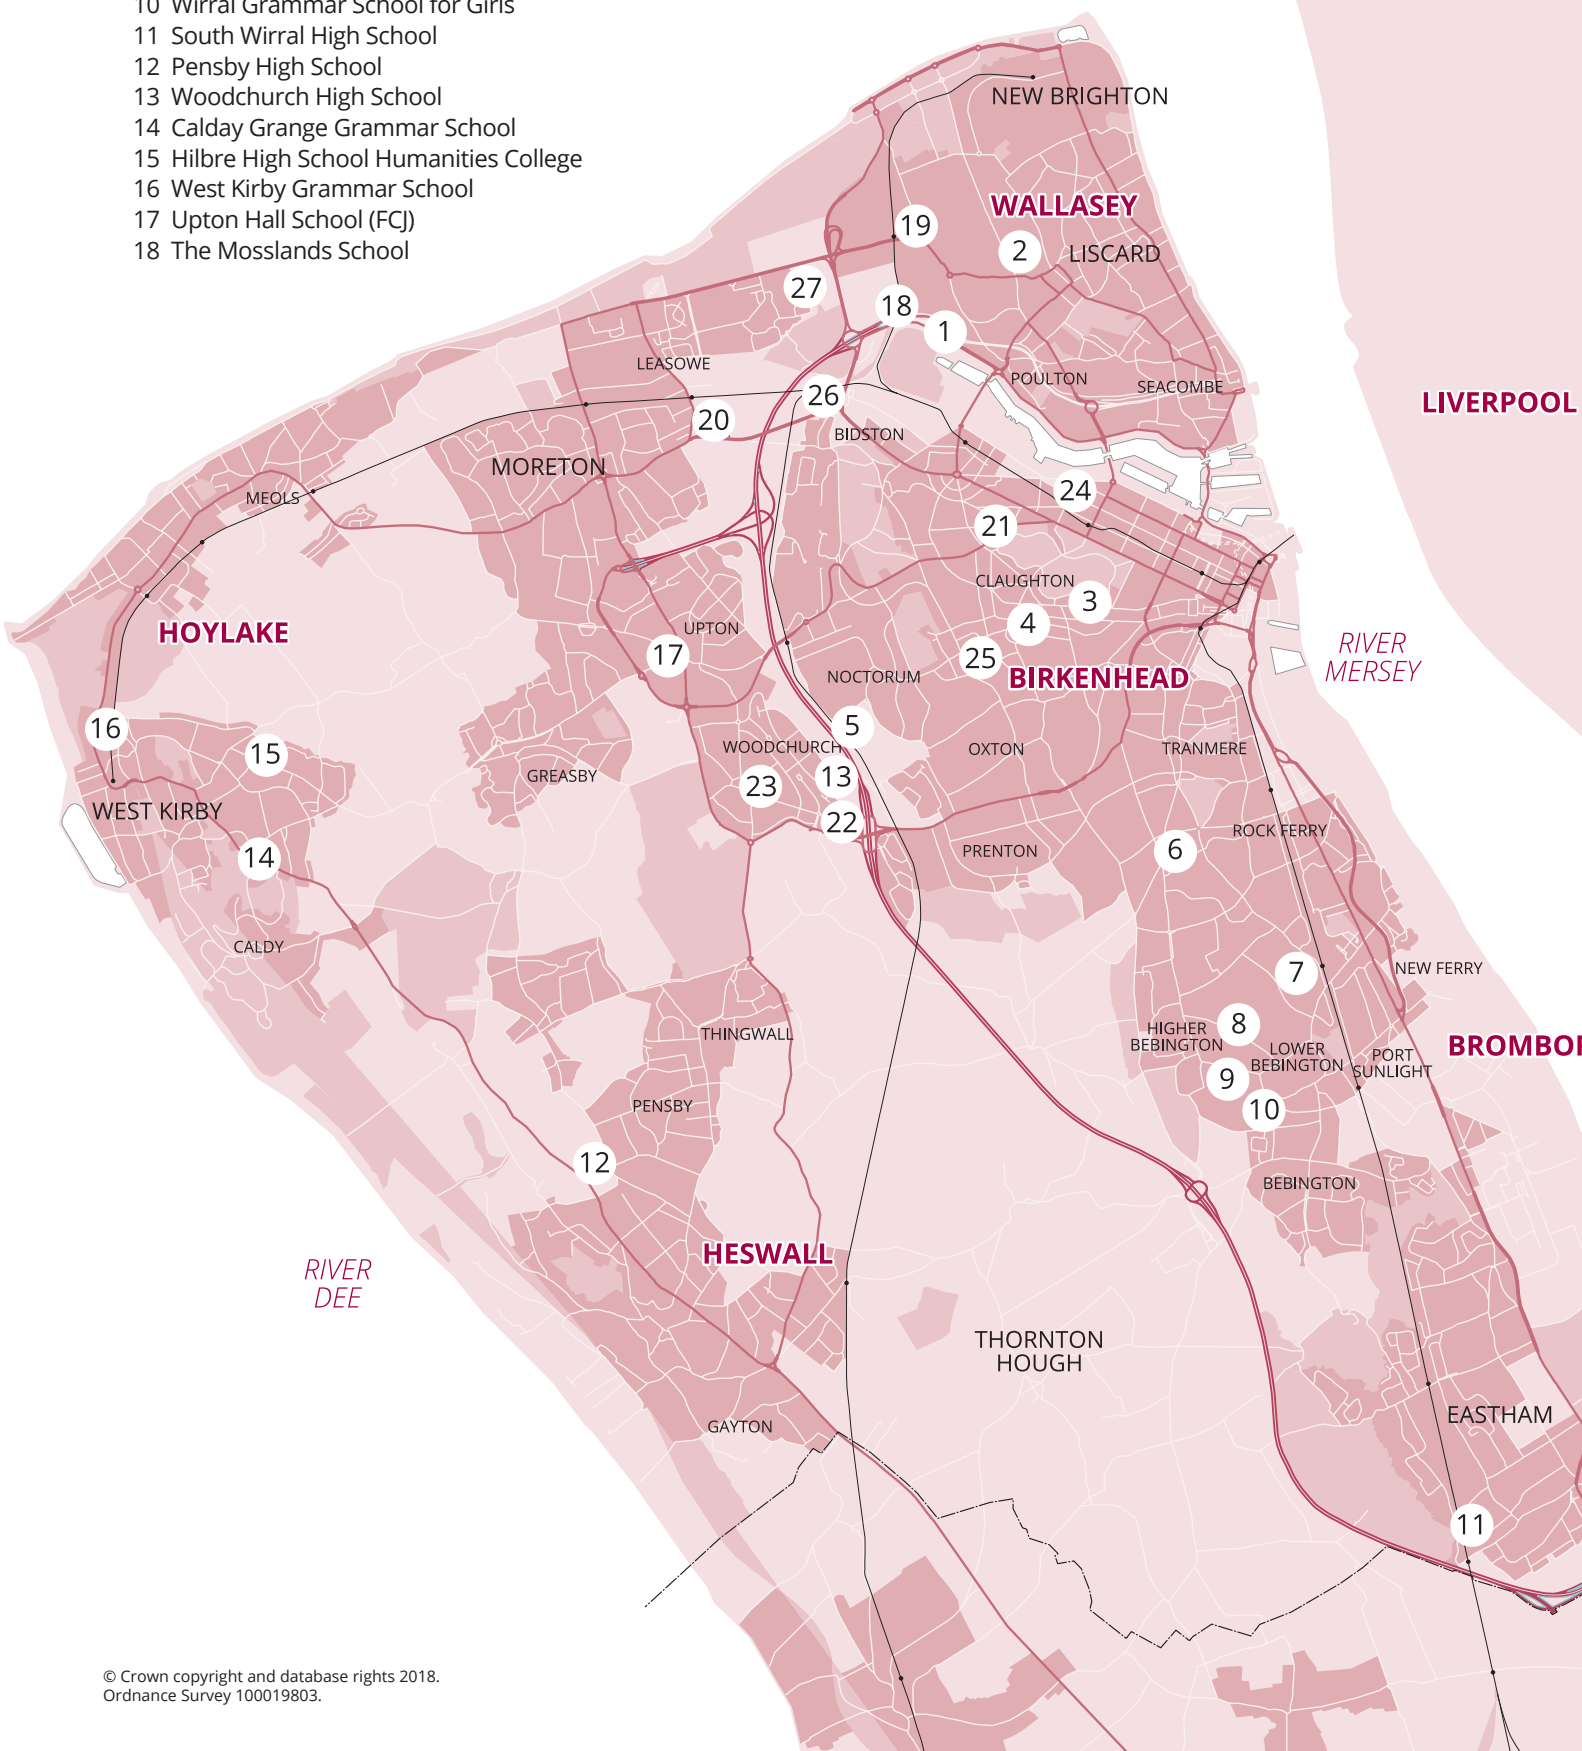 10 Wirral Grammar School for Girls
11 South Wirral High School
12 Pensby High School
13 Woodchurch High School
14 Calday Grange Grammar School
15 Hilbre High School Humanities College
16 West Kirby Grammar School
17 Upton Hall School (FCJ)
18 The Mosslands School
NEW BRIGHTON
WALLASEY
19
2
LISCARD
27
18
1
LEASOWE
POULTON
SEACOMBE
26
LIVERPOOL
20
BIDSTON
MORETON
MEOLS
24
21
CLAUGHTON
3
4
HOYLAKE
UPTON
17
25
RIVER
MERSEY
NOCTORUM
BIRKENHEAD
16
5
15
WOODCHURCH
OXTON
TRANMERE
GREASBY
13
23
WEST KIRBY
22
ROCK FERRY
14
PRENTON
6
CALDY
7
NEW FERRY
THINGWALL
8
HIGHER
BEBINGTON
LOWER
BEBINGTON
PORT
SUNLIGHT
BROMBOR
9
PENSBY
10
12
BEBINGTON
HESWALL
RIVER
DEE
THORNTON
HOUGH
GAYTON
EASTHAM
11
© Crown copyright and database rights 2018.
Ordnance Survey 100019803.